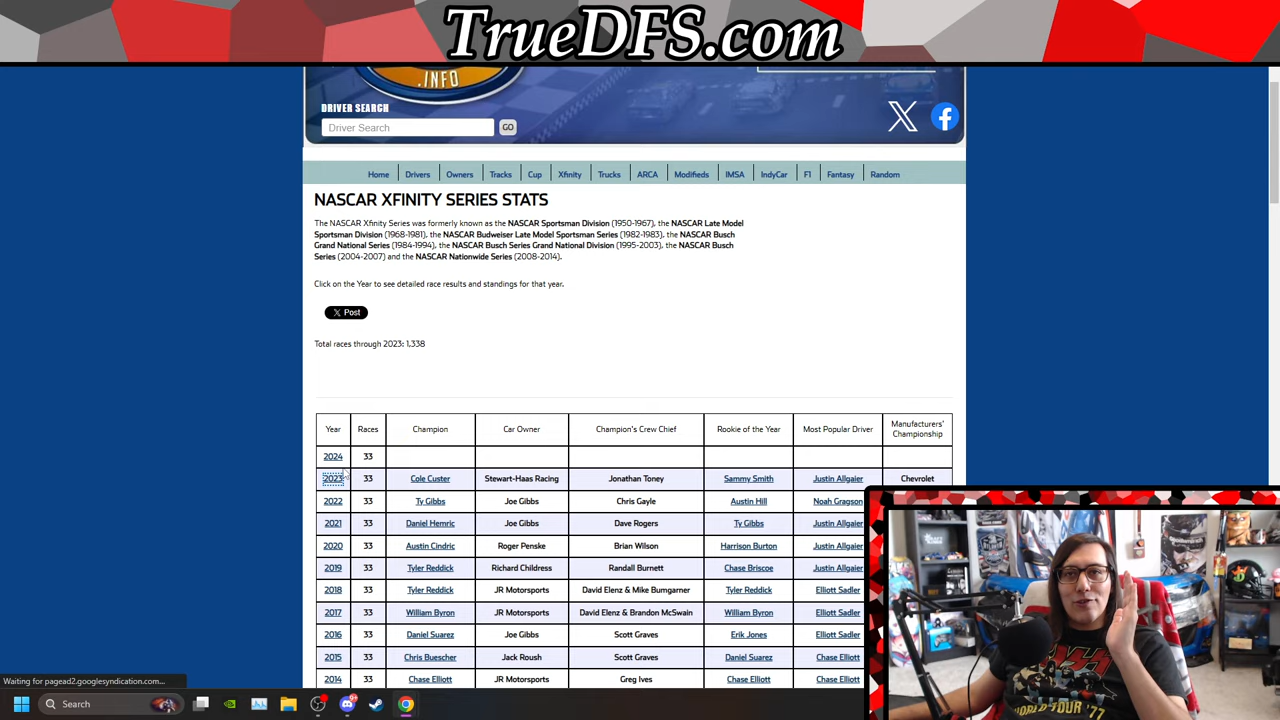 TrueDFS.com
.INFO
DRIVER SEARCH
Driver Search GO
Home Drivers Owners Tracks Cup Xfinity Trucks ARCA Modifieds IMSA IndyCar F1 Fantasy Random
NASCAR XFINITY SERIES STATS
The NASCAR Xfinity Series was formerly known as the NASCAR Sportsman Division (1950-1967), the NASCAR Late Model
Sportsman Division (1968-1981), the NASCAR Budweiser Late Model Sportsman Series (1982-1983), the NASCAR Busch
Grand National Series (1984-1994), the NASCAR Busch Series Grand National Division (1995-2003), the NASCAR Busch
Series (2004-2007) and the NASCAR Nationwide Series (2008-2014).
Click on the Year to see detailed race results and standings for that year.
X Post
Total races through 2023: 1,338
Year Races Champion Car Owner Champion's Crew Chief Rookie of the Year Most Popular Driver Manufacturers' Championship
2024 33
2023 33 Cole Custer Stewart-Haas Racing Jonathan Toney Sammy Smith Justin Allgaier Chevrolet
2022 33 Ty Gibbs Joe Gibbs Chris Gayle Austin Hill Noah Gragson
2021 33 Daniel Hemric Joe Gibbs Dave Rogers Ty Gibbs Justin Allgaier
2020 33 Austin Cindric Roger Penske Brian Wilson Harrison Burton Justin Allgaier
2019 33 Tyler Reddick Richard Childress Randall Burnett Chase Briscoe Justin Allgaier
2018 33 Tyler Reddick JR Motorsports David Elenz & Mike Bumgarner Tyler Reddick Elliott Sadler
2017 33 William Byron JR Motorsports David Elenz & Brandon McSwain William Byron Elliott Sadler
2016 33 Daniel Suarez Joe Gibbs Scott Graves Erik Jones Elliott Sadler
2015 33 Chris Buescher Jack Roush Scott Graves Daniel Suarez Chase Elliott
2014 33 Chase Elliott JR Motorsports Greg Ives Chase Elliott Chase Elliott
Waiting for pagead2.googlesyndication.com...
Search
KISS
WORLD TOUR '77